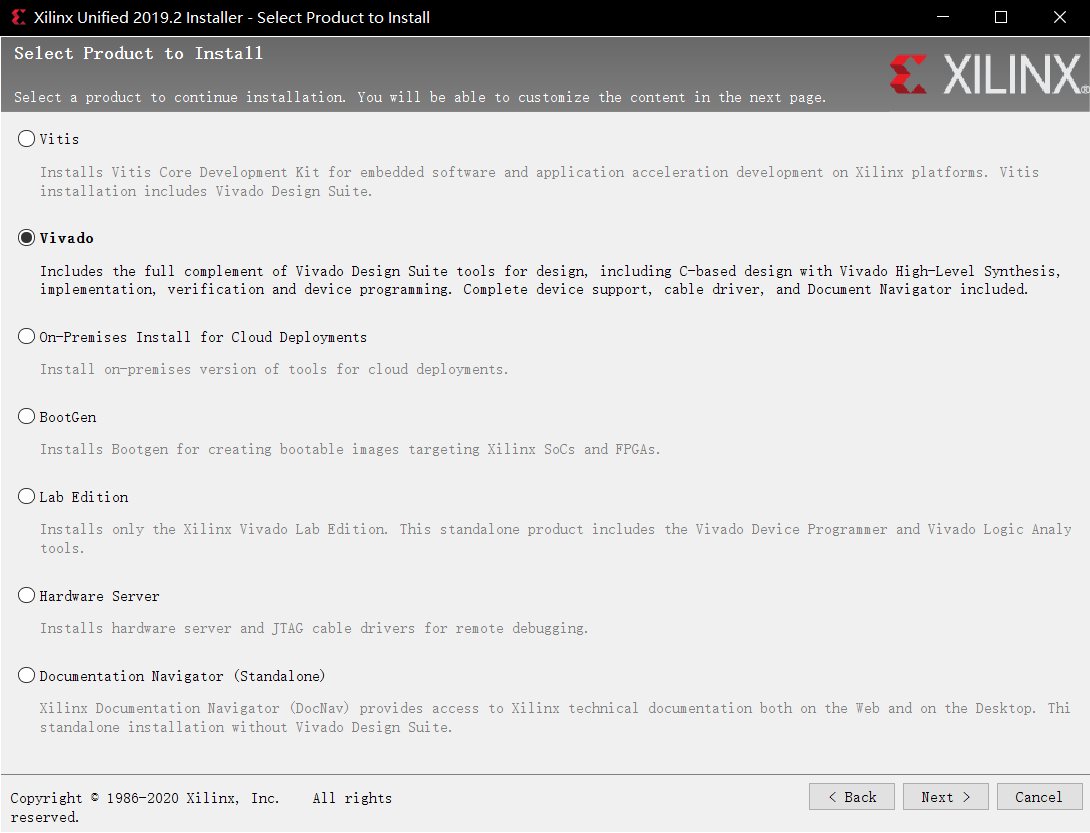 Xilinx Unified 2019.2 Installer - Select Product to Install
Select Product to Install
Select a product to continue installation. You will be able to customize the content in the next page.
XILINX®
Vitis
Installs Vitis Core Development Kit for embedded software and application acceleration development on Xilinx platforms. Vitis
installation includes Vivado Design Suite.
Vivado
Includes the full complement of Vivado Design Suite tools for design, including C-based design with Vivado High-Level Synthesis,
implementation, verification and device programming. Complete device support, cable driver, and Document Navigator included.
On-Premises Install for Cloud Deployments
Install on-premises version of tools for cloud deployments.
BootGen
Installs Bootgen for creating bootable images targeting Xilinx SoCs and FPGAs.
Lab Edition
Installs only the Xilinx Vivado Lab Edition. This standalone product includes the Vivado Device Programmer and Vivado Logic Analy
tools.
Hardware Server
Installs hardware server and JTAG cable drivers for remote debugging.
Documentation Navigator (Standalone)
Xilinx Documentation Navigator (DocNav) provides access to Xilinx technical documentation both on the Web and on the Desktop. Thi
standalone installation without Vivado Design Suite.
Copyright © 1986-2020 Xilinx, Inc. All rights
reserved.
< Back Next > Cancel